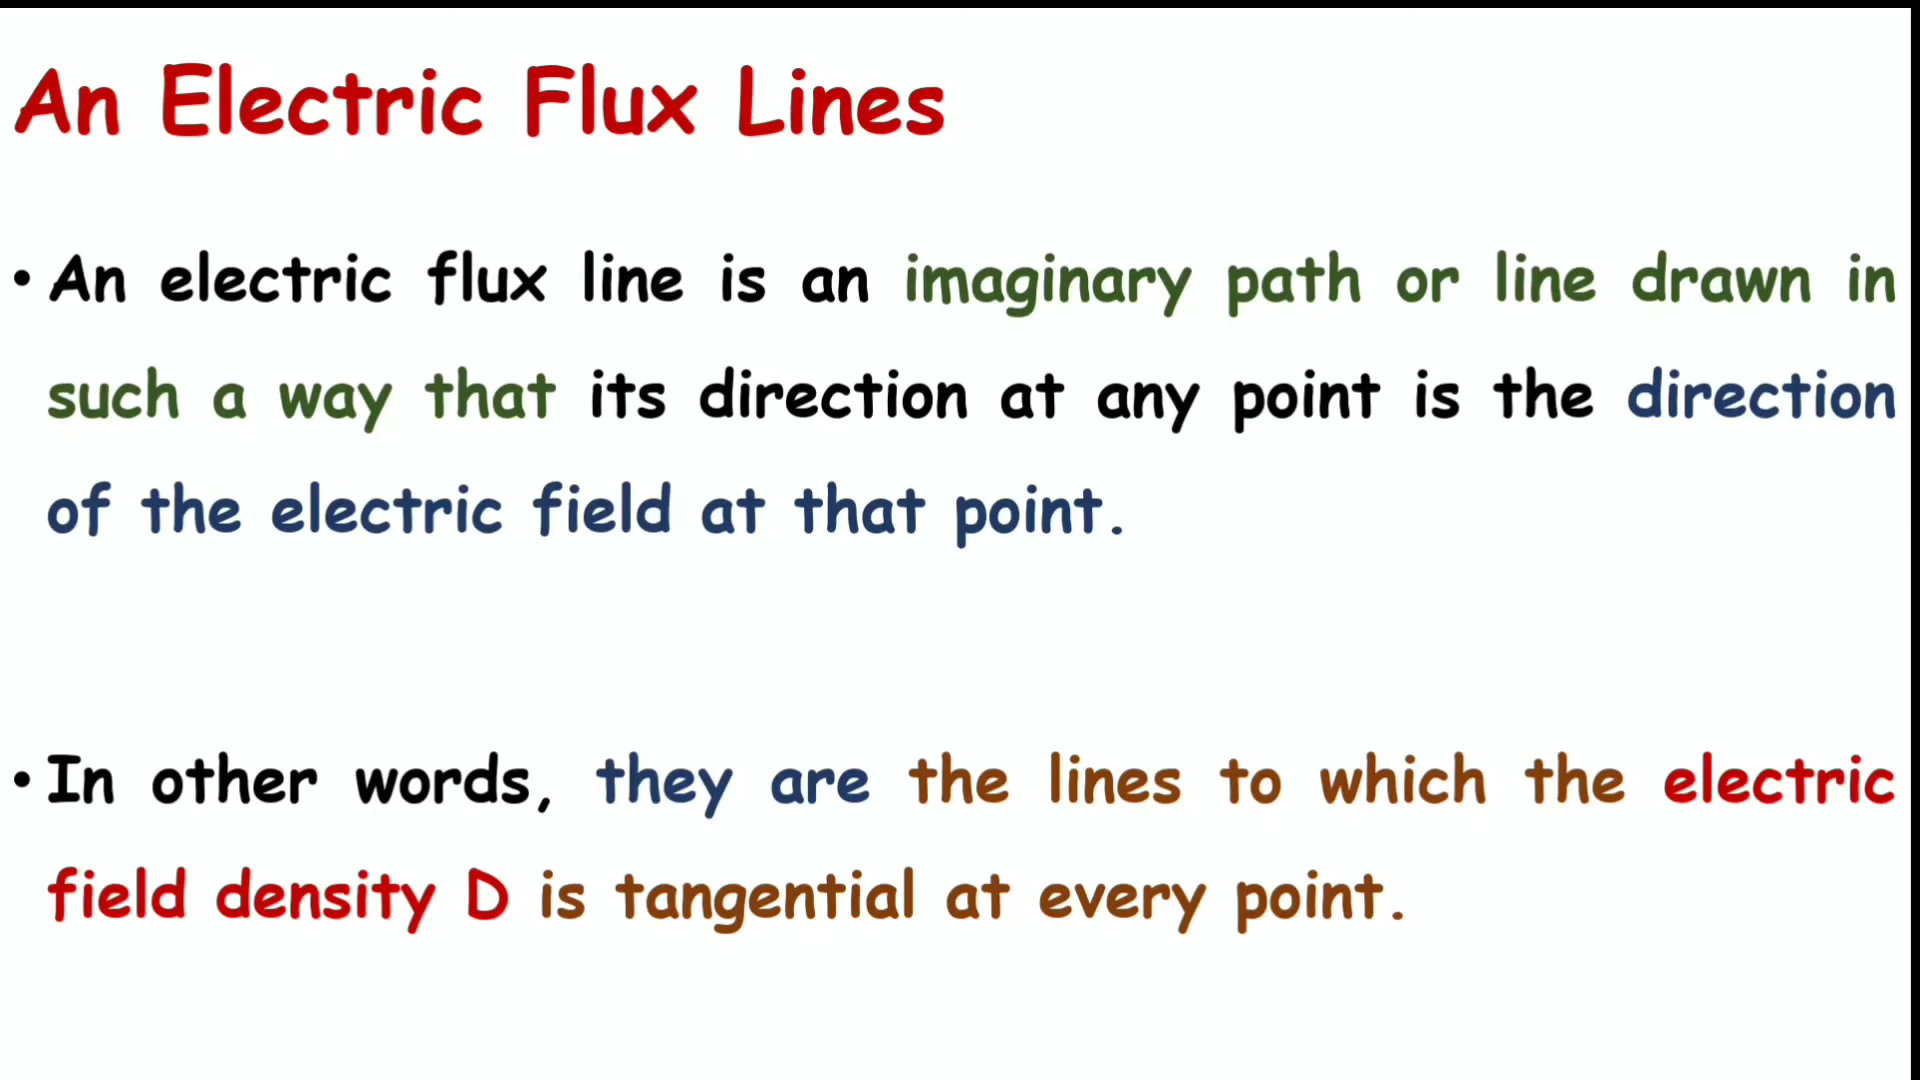 An Electric Flux Lines
• An electric flux line is an imaginary path or line drawn in
such a way that its direction at any point is the direction
of the electric field at that point.
• In other words, they are the lines to which the electric
field density D is tangential at every point.